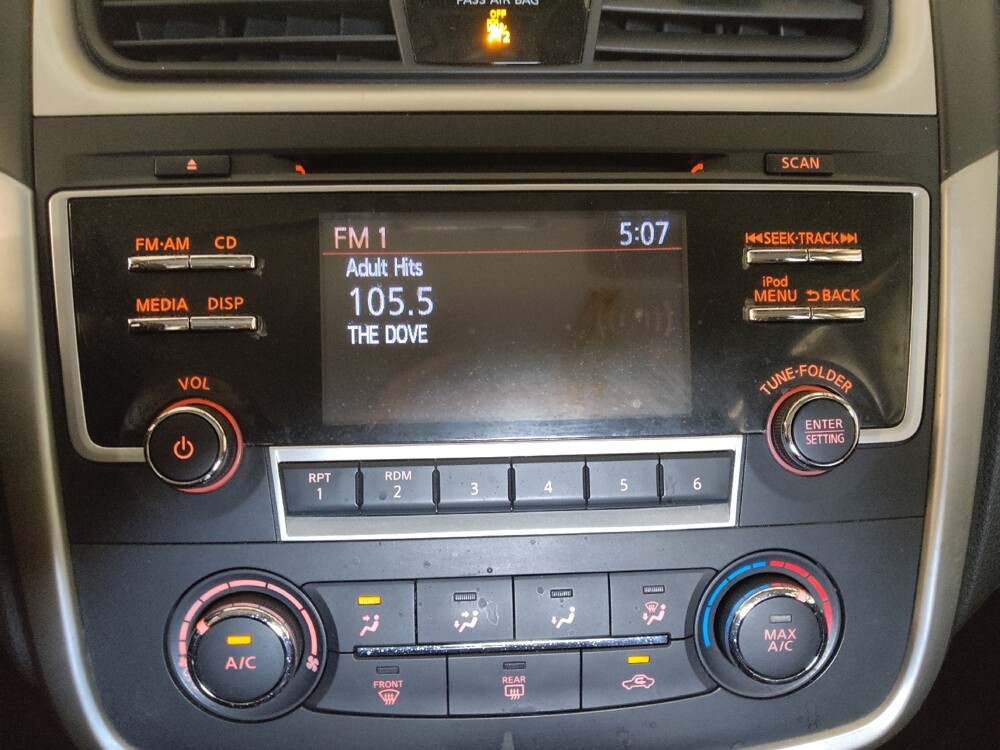 PASS AIR BAG
OFF
SCAN
FM·AM CD
MEDIA DISP
VOL
FM 1 5:07
Adult Hits
105.5
THE DOVE
SEEK·TRACK
iPod
MENU BACK
TUNE·FOLDER
ENTER
SETTING
RPT
1
RDM
2
3
4
5
6
A/C
MAX
A/C
FRONT
REAR